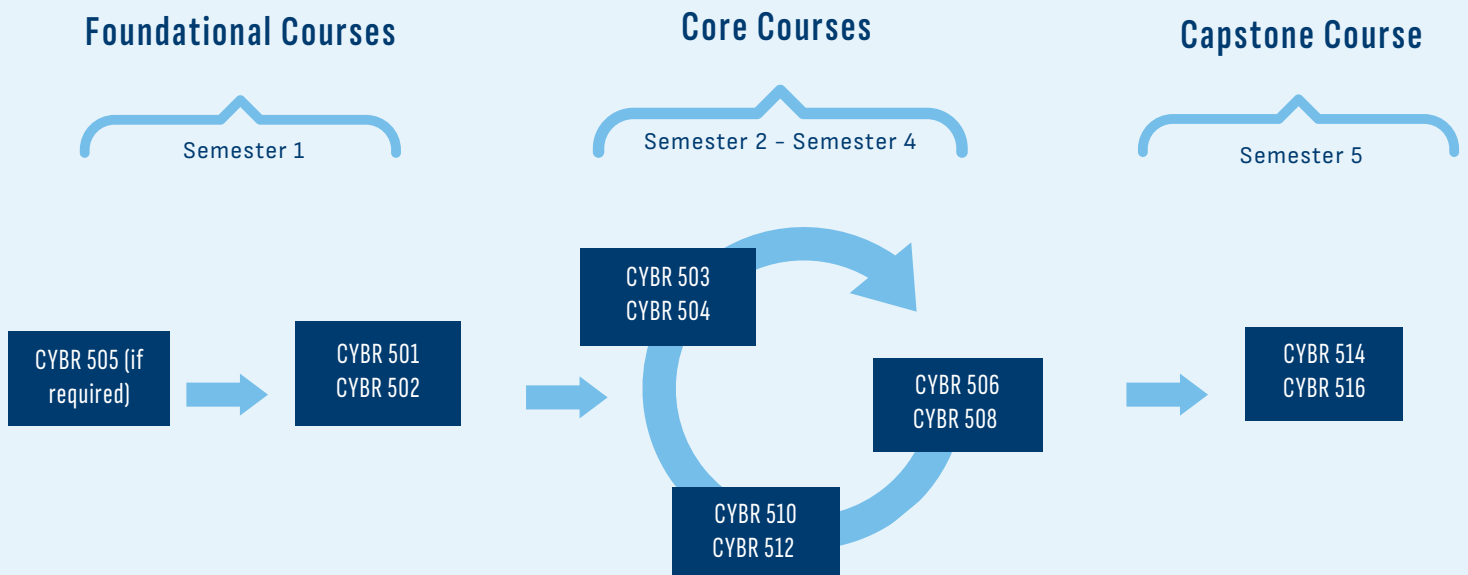 Foundational Courses
Semester 1
CYBR 505 (if
required)
CYBR 501
CYBR 502
Core Courses
Semester 2 - Semester 4
CYBR 503
CYBR 504
CYBR 506
CYBR 508
CYBR 510
CYBR 512
Capstone Course
Semester 5
CYBR 514
CYBR 516